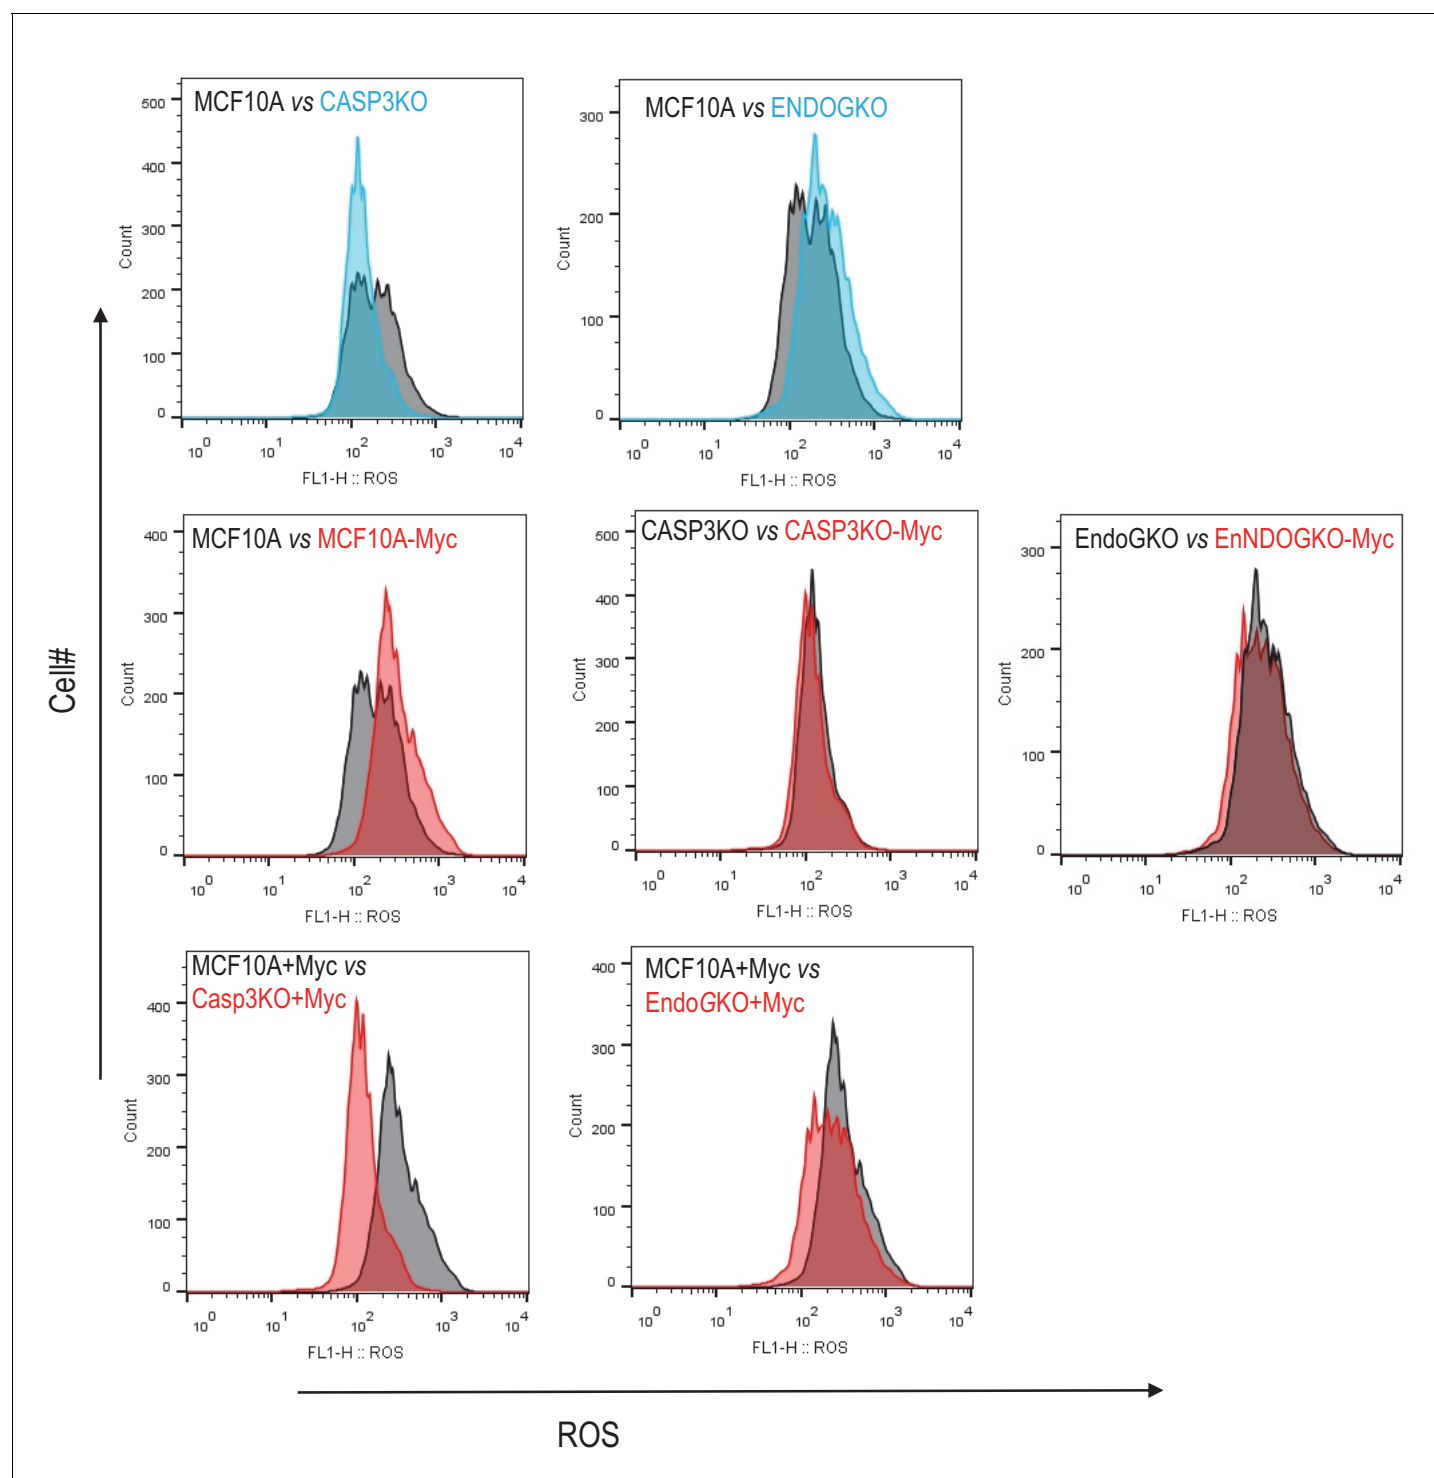 MCF10A vs CASP3KO
500
400
300
200
100
0
Count
10^0 10^1 10^2 10^3 10^4
FL1-H :: ROS
MCF10A vs ENDOGKO
300
200
100
0
Count
10^0 10^1 10^2 10^3 10^4
FL1-H :: ROS
Cell#
MCF10A vs MCF10A-Myc
400
300
200
100
0
Count
10^0 10^1 10^2 10^3 10^4
FL1-H :: ROS
CASP3KO vs CASP3KO-Myc
500
400
300
200
100
0
Count
10^0 10^1 10^2 10^3 10^4
FL1-H :: ROS
EndoGKO vs EnNDOGKO-Myc
300
200
100
0
Count
10^0 10^1 10^2 10^3 10^4
FL1-H :: ROS
MCF10A+Myc vs
Casp3KO+Myc
400
300
200
100
0
Count
10^0 10^1 10^2 10^3 10^4
FL1-H :: ROS
MCF10A+Myc vs
EndoGKO+Myc
400
300
200
100
0
Count
10^0 10^1 10^2 10^3 10^4
FL1-H :: ROS
ROS